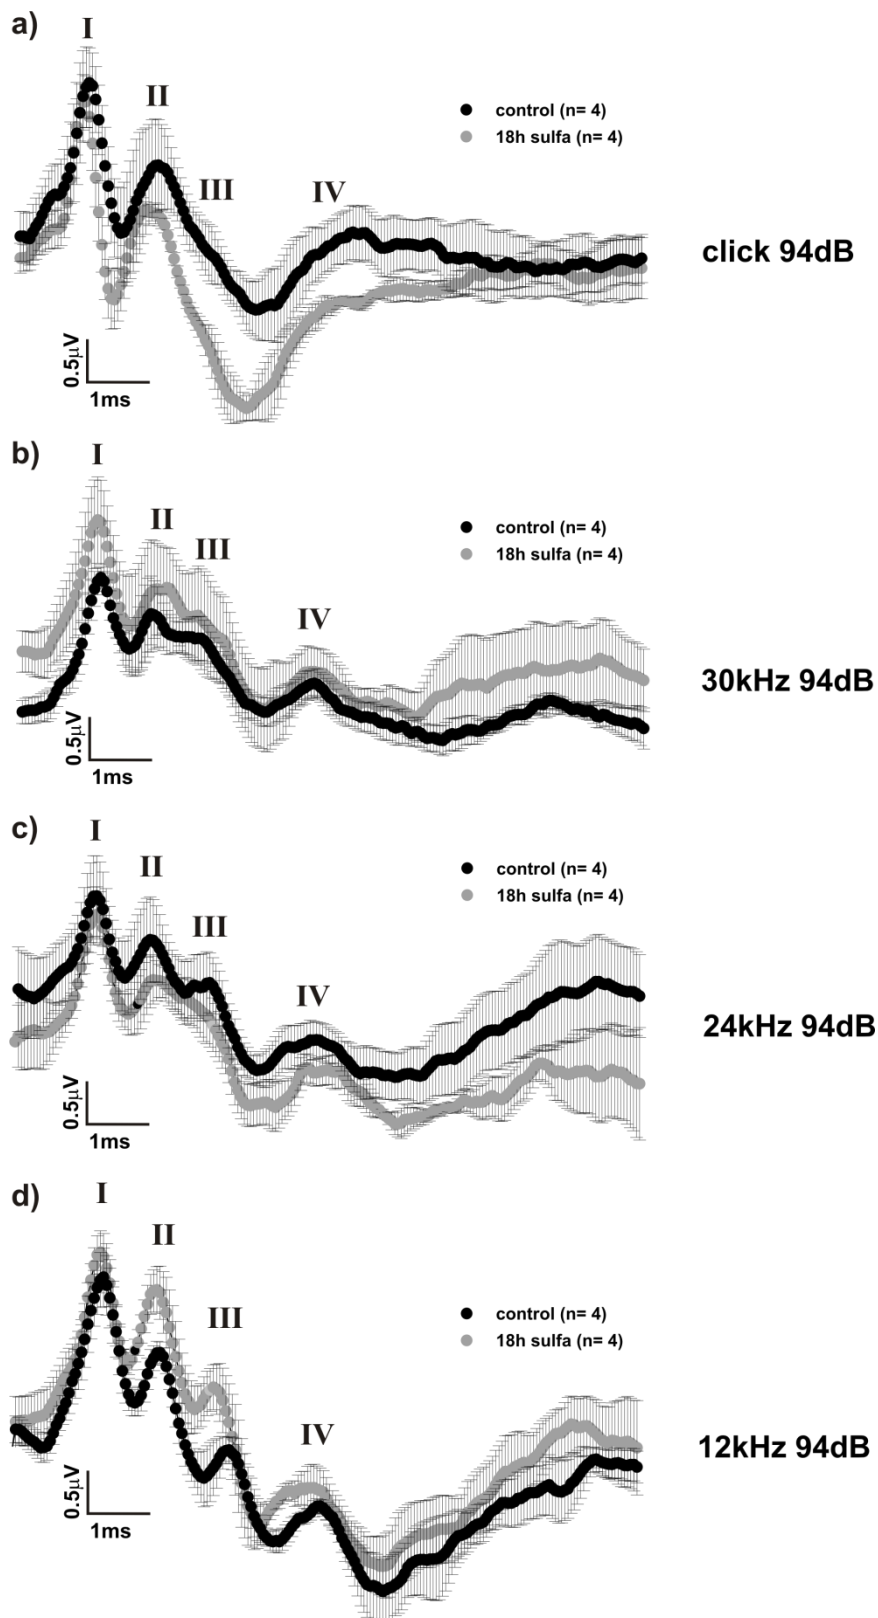 a)
I
II
III
IV
control (n= 4)
18h sulfa (n= 4)
click 94dB
0.5µV
1ms
b)
I
II
III
IV
control (n= 4)
18h sulfa (n= 4)
30kHz 94dB
0.5µV
1ms
c)
I
II
III
IV
control (n= 4)
18h sulfa (n= 4)
24kHz 94dB
0.5µV
1ms
d)
I
II
III
IV
control (n= 4)
18h sulfa (n= 4)
12kHz 94dB
0.5µV
1ms